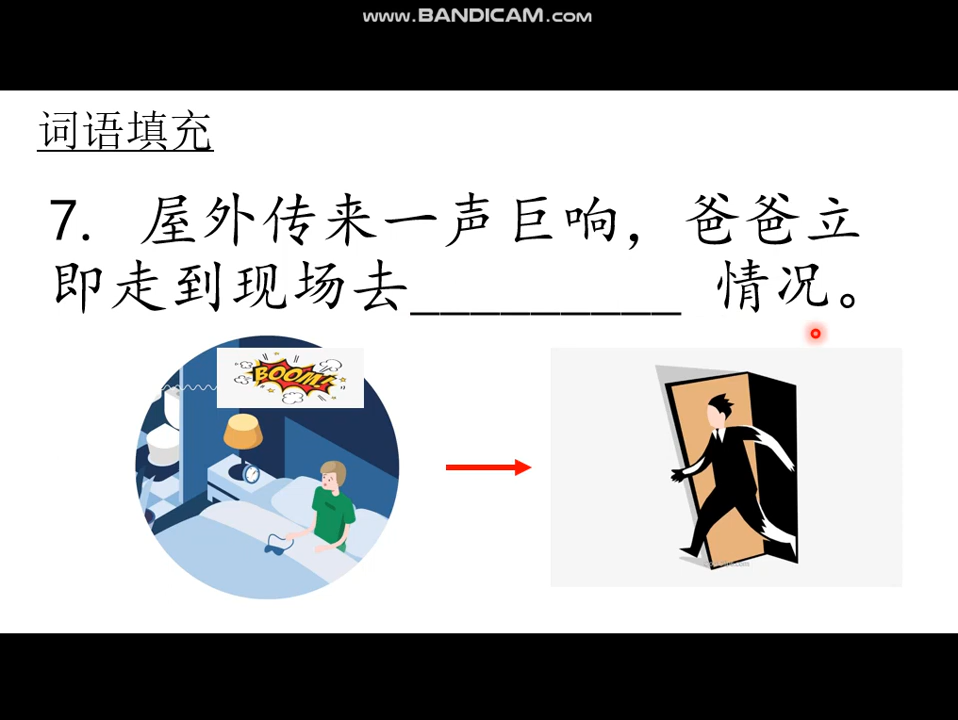 www.BANDICAM.com
词语填充
7. 屋外传来一声巨响，爸爸立
即走到现场去_________ 情况。
BOOM!